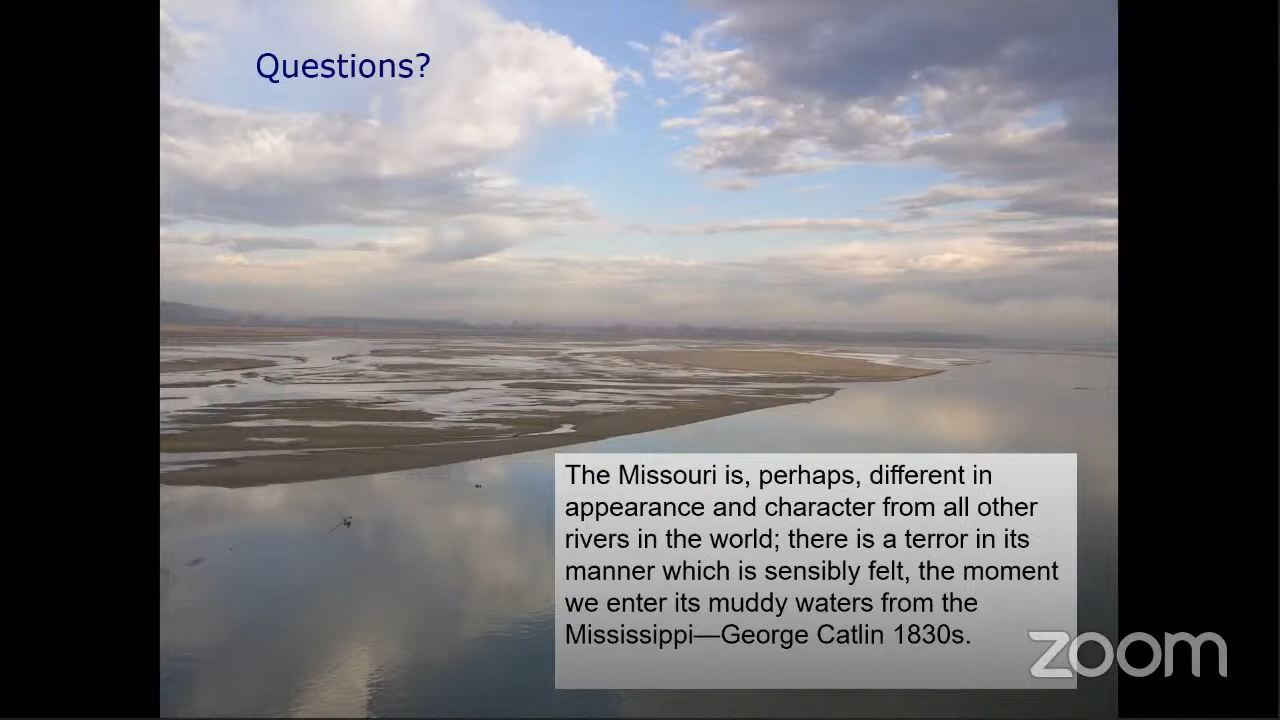 Questions?
The Missouri is, perhaps, different in
appearance and character from all other
rivers in the world; there is a terror in its
manner which is sensibly felt, the moment
we enter its muddy waters from the
Mississippi—George Catlin 1830s.
zoom